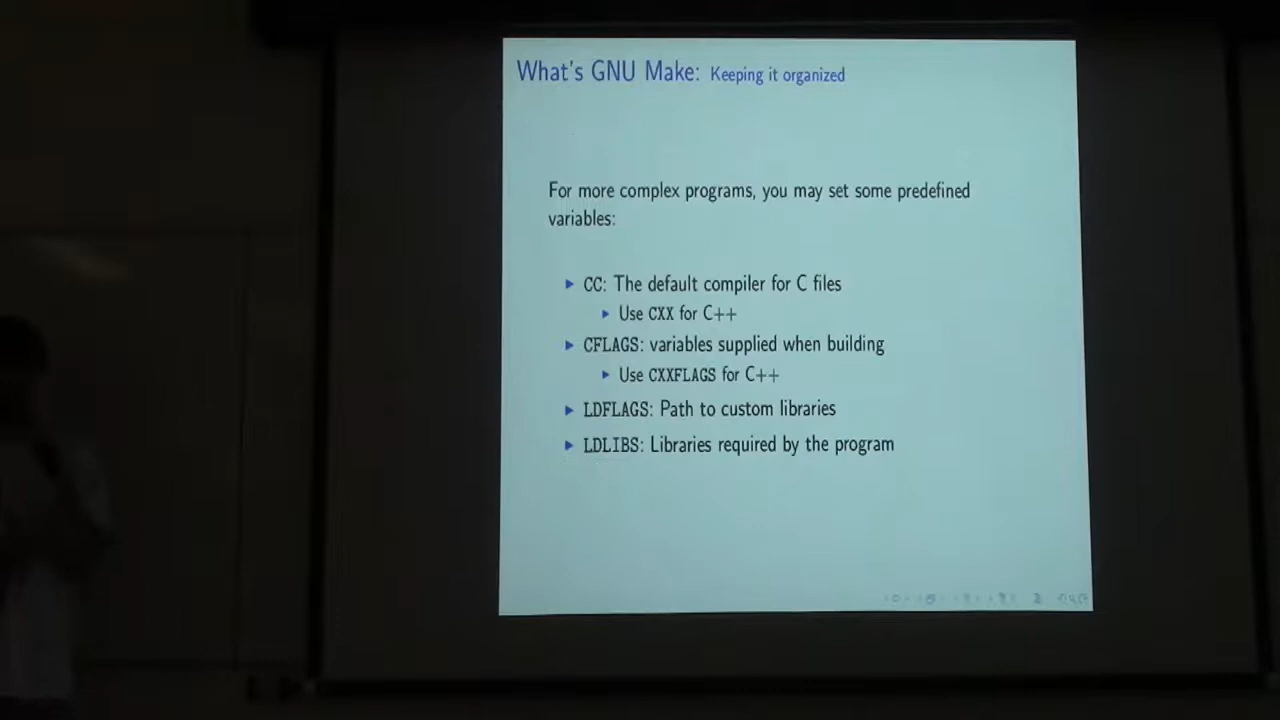 What's GNU Make: Keeping it organized
For more complex programs, you may set some predefined
variables:
CC: The default compiler for C files
Use CXX for C++
CFLAGS: variables supplied when building
Use CXXFLAGS for C++
LDFLAGS: Path to custom libraries
LDLIBS: Libraries required by the program